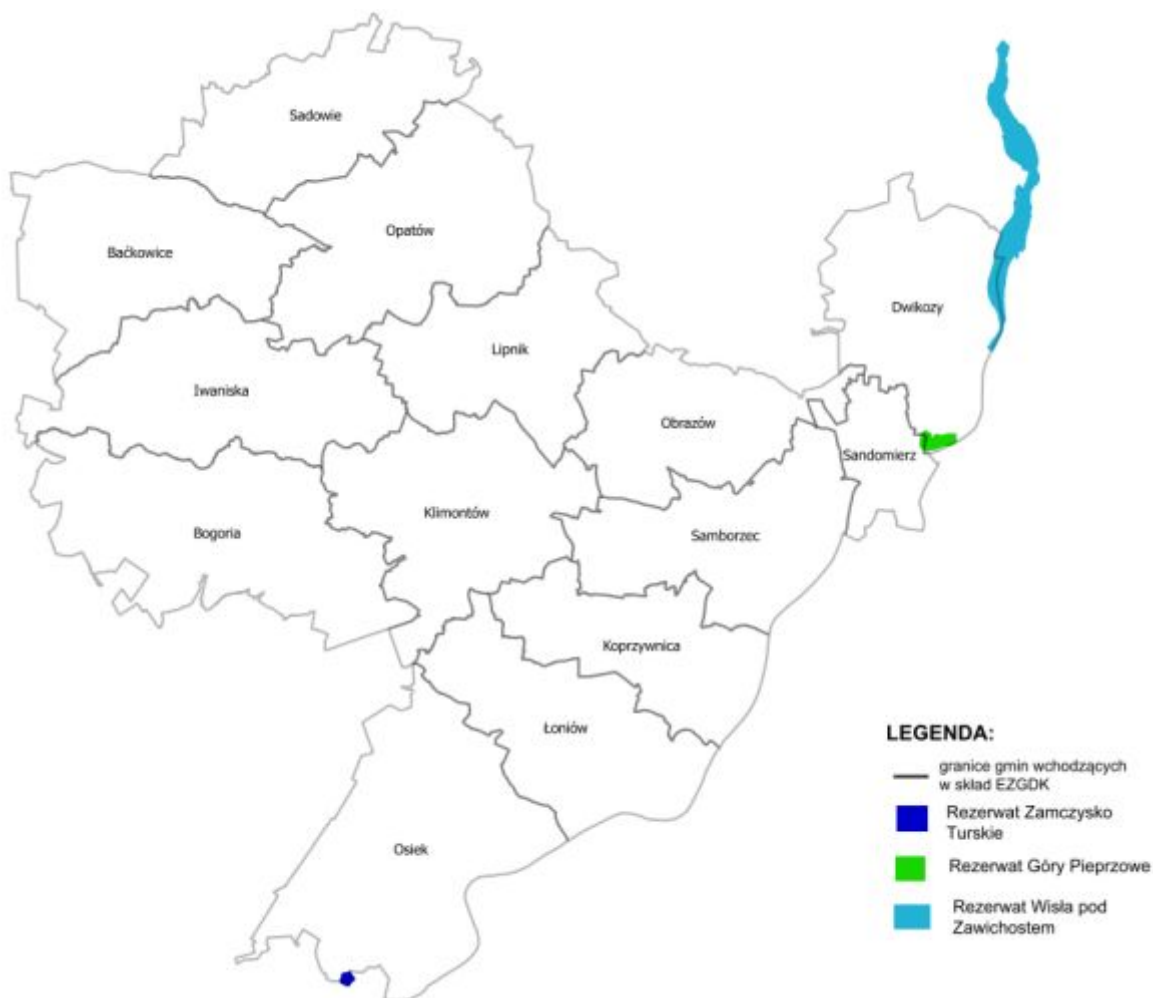 Sadowie
Opatów
Baćkowice
Dwikozy
Lipnik
Iwaniska
Obrazów
Sandomierz
Klimontów
Bogoria
Samborzec
Koprzywnica
Łoniów
Osiek
LEGENDA:
granice gmin wchodzących
w skład EZGDK
Rezerwat Zamczysko
Turskie
Rezerwat Góry Pieprzowe
Rezerwat Wisła pod
Zawichostem